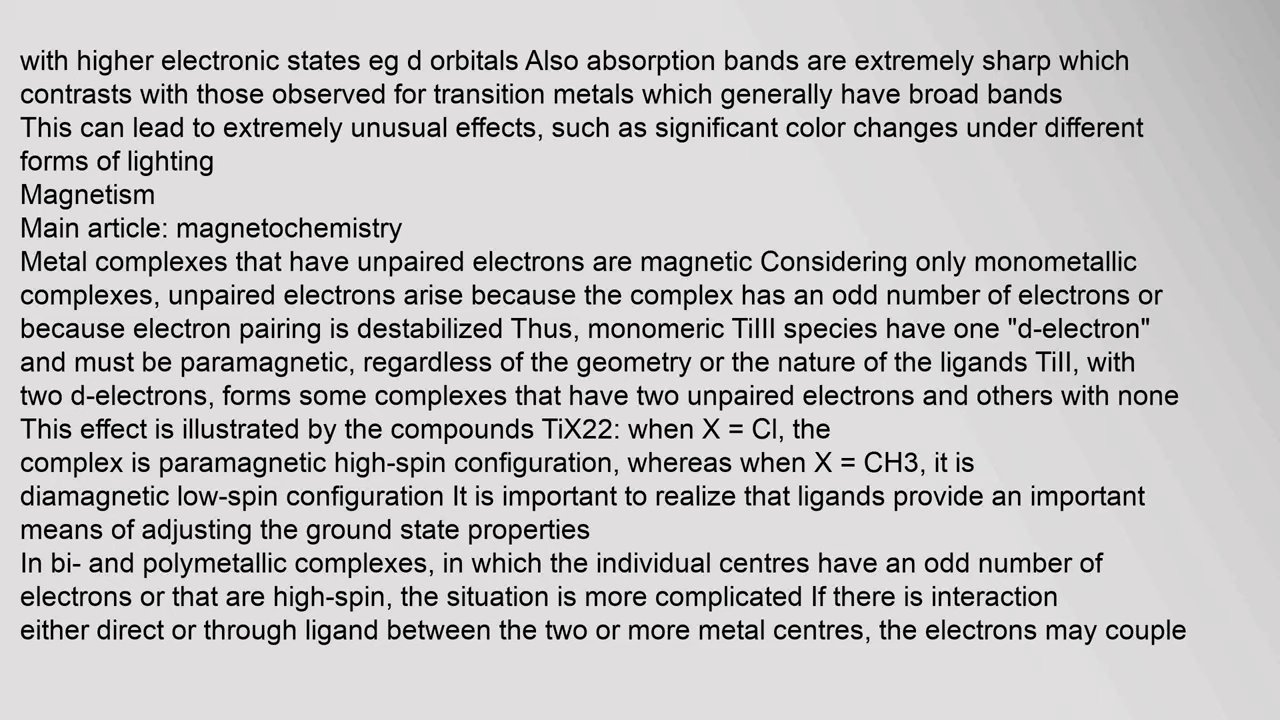 with higher electronic states eg d orbitals Also absorption bands are extremely sharp which
contrasts with those observed for transition metals which generally have broad bands
This can lead to extremely unusual effects, such as significant color changes under different
forms of lighting
Magnetism
Main article: magnetochemistry
Metal complexes that have unpaired electrons are magnetic Considering only monometallic
complexes, unpaired electrons arise because the complex has an odd number of electrons or
because electron pairing is destabilized Thus, monomeric TiIII species have one "d-electron"
and must be paramagnetic, regardless of the geometry or the nature of the ligands TiII, with
two d-electrons, forms some complexes that have two unpaired electrons and others with none
This effect is illustrated by the compounds TiX22: when X = Cl, the
complex is paramagnetic high-spin configuration, whereas when X = CH3, it is
diamagnetic low-spin configuration It is important to realize that ligands provide an important
means of adjusting the ground state properties
In bi- and polymetallic complexes, in which the individual centres have an odd number of
electrons or that are high-spin, the situation is more complicated If there is interaction
either direct or through ligand between the two or more metal centres, the electrons may couple